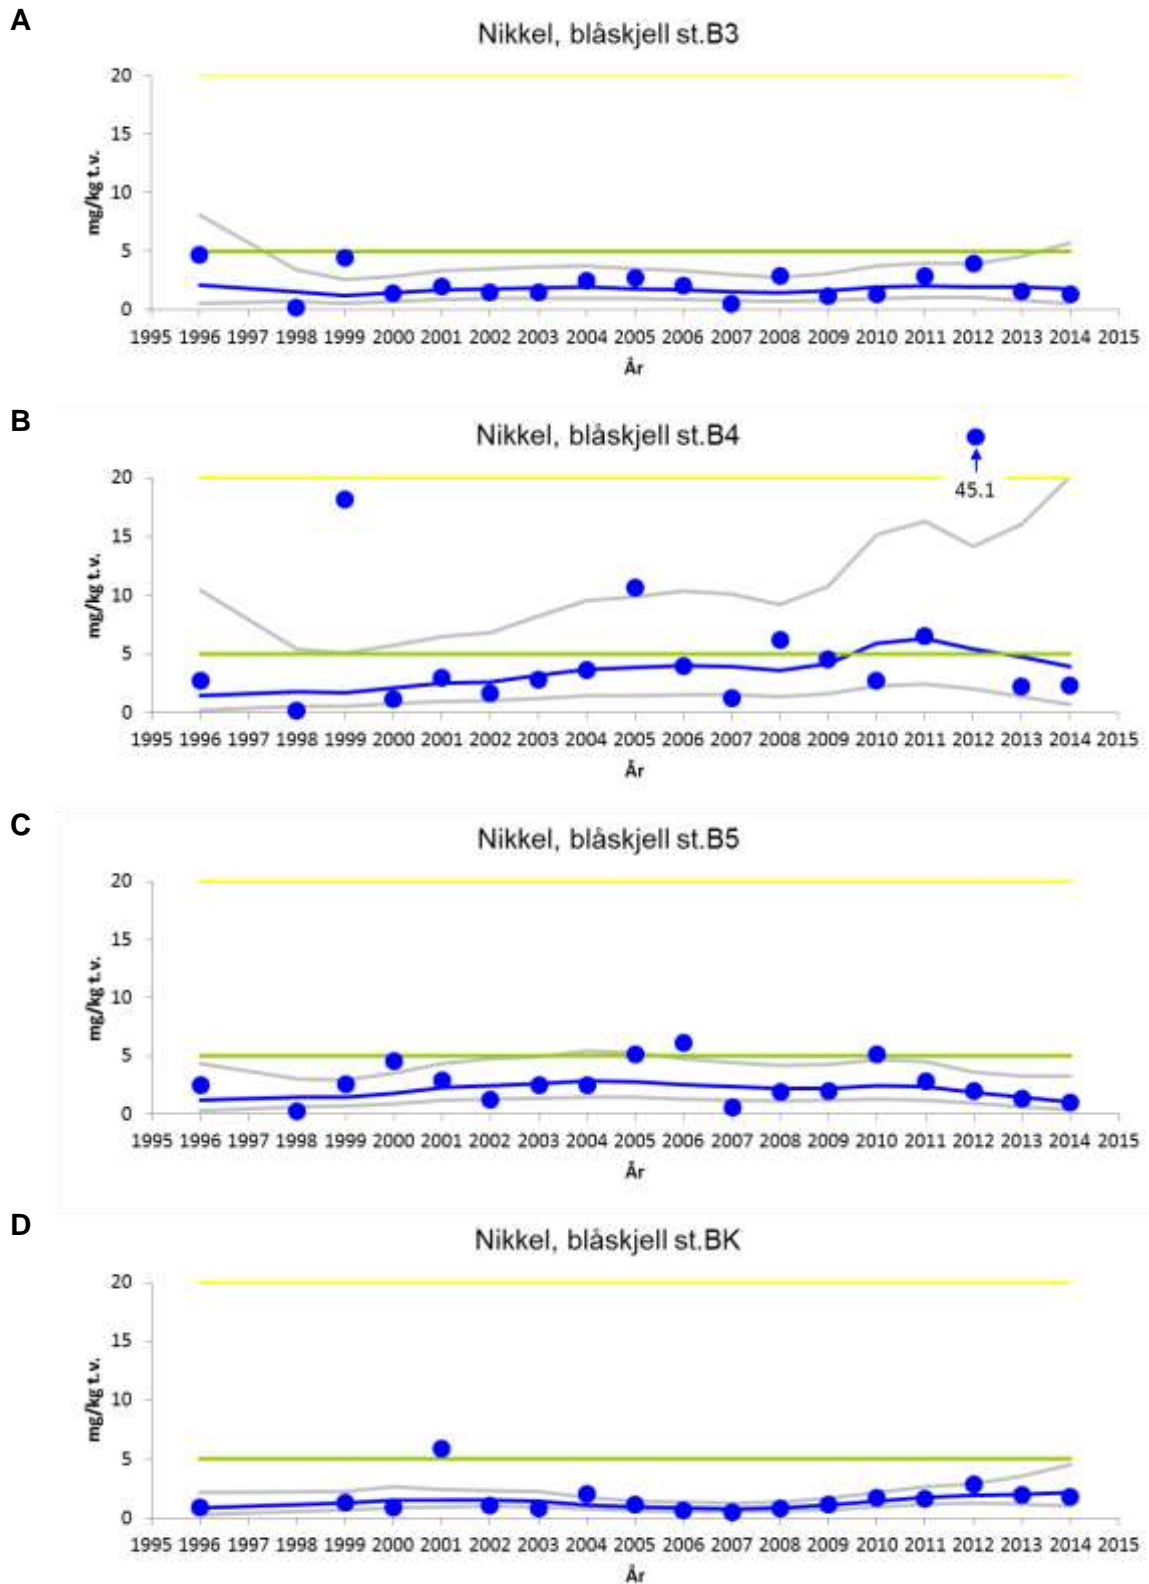 A
Nikkel, blåskjell st.B3
20
15
10
5
0
mg/kg t.v.
1995 1996 1997 1998 1999 2000 2001 2002 2003 2004 2005 2006 2007 2008 2009 2010 2011 2012 2013 2014 2015
År
B
Nikkel, blåskjell st.B4
45.1
20
15
10
5
0
mg/kg t.v.
1995 1996 1997 1998 1999 2000 2001 2002 2003 2004 2005 2006 2007 2008 2009 2010 2011 2012 2013 2014 2015
År
C
Nikkel, blåskjell st.B5
20
15
10
5
0
mg/kg t.v.
1995 1996 1997 1998 1999 2000 2001 2002 2003 2004 2005 2006 2007 2008 2009 2010 2011 2012 2013 2014 2015
År
D
Nikkel, blåskjell st.BK
20
15
10
5
0
mg/kg t.v.
1995 1996 1997 1998 1999 2000 2001 2002 2003 2004 2005 2006 2007 2008 2009 2010 2011 2012 2013 2014 2015
År